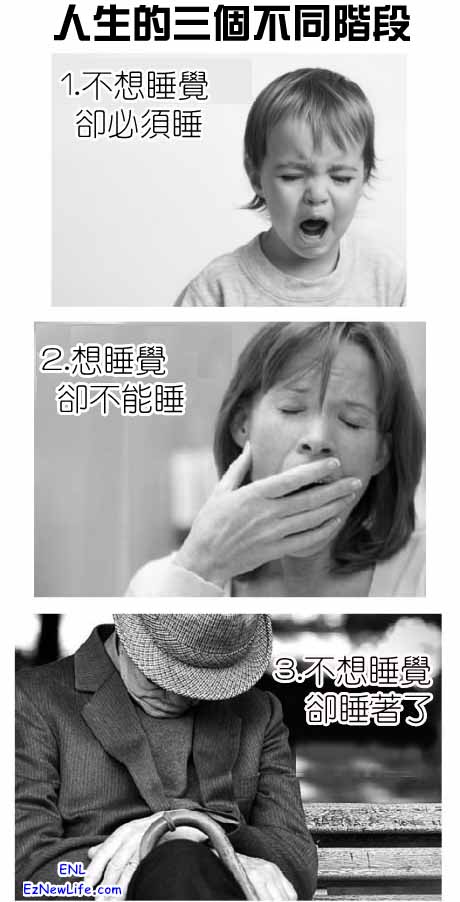 人生的三個不同階段
1.不想睡覺
卻必須睡
2.想睡覺
卻不能睡
3.不想睡覺
卻睡著了
ENL
EzNewLife.com